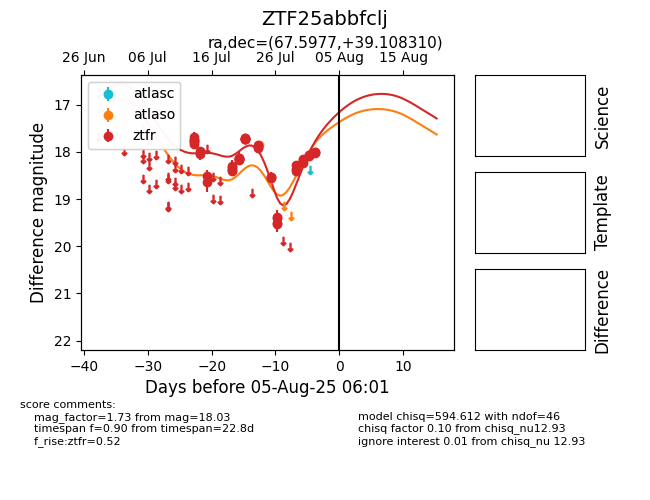 ZTF25abbfclj
ra,dec=(67.5977,+39.108310)
26 Jun 06 Jul 16 Jul 26 Jul 05 Aug 15 Aug
atlasc
atlaso
ztfr
17
18
19
20
21
22
Difference magnitude
−40 −30 −20 −10 0 10
Days before 05-Aug-25 06:01
Science
Template
Difference
score comments:
mag_factor=1.73 from mag=18.03
timespan f=0.90 from timespan=22.8d
f_rise:ztfr=0.52
model chisq=594.612 with ndof=46
chisq factor 0.10 from chisq_nu12.93
ignore interest 0.01 from chisq_nu 12.93